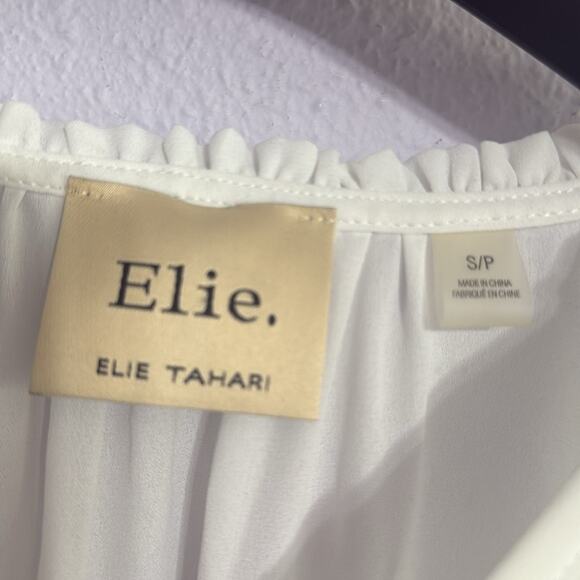 Elie.
ELIE TAHARI
S/P
MADE IN CHINA
FABRIQUÉ EN CHINE